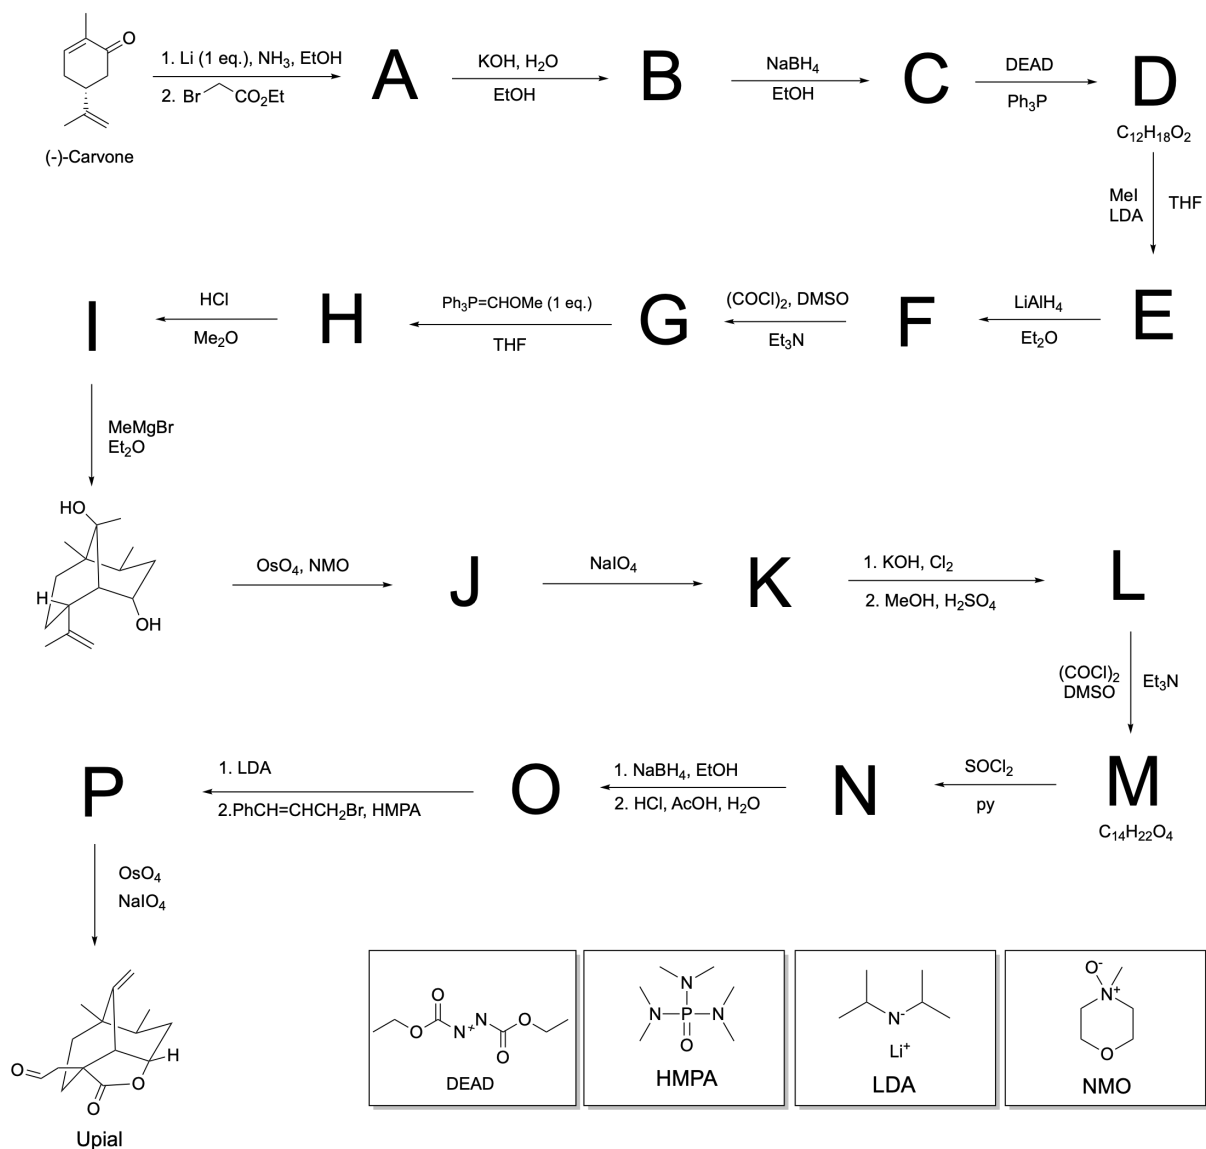 O
(-)-Carvone
1. Li (1 eq.), NH₃, EtOH
2. Br CO₂Et
A
KOH, H₂O
EtOH
B
NaBH₄
EtOH
C
DEAD
Ph₃P
D
C₁₂H₁₈O₂
MeI
LDA
THF
E
LiAlH₄
Et₂O
F
(COCl)₂, DMSO
Et₃N
G
Ph₃P=CHOMe (1 eq.)
THF
H
HCl
Me₂O
I
MeMgBr
Et₂O
HO
H
OH
OsO₄, NMO
J
NaIO₄
K
1. KOH, Cl₂
2. MeOH, H₂SO₄
L
(COCl)₂
DMSO
Et₃N
M
C₁₄H₂₂O₄
SOCl₂
py
N
1. NaBH₄, EtOH
2. HCl, AcOH, H₂O
O
1. LDA
2.PhCH=CHCH₂Br, HMPA
P
OsO₄
NaIO₄
H
O
O
O
Upial
O
O
N⁺
N
O
O
DEAD
N
N
P
N
O
HMPA
N⁻
Li⁺
LDA
O⁻
N⁺
O
NMO